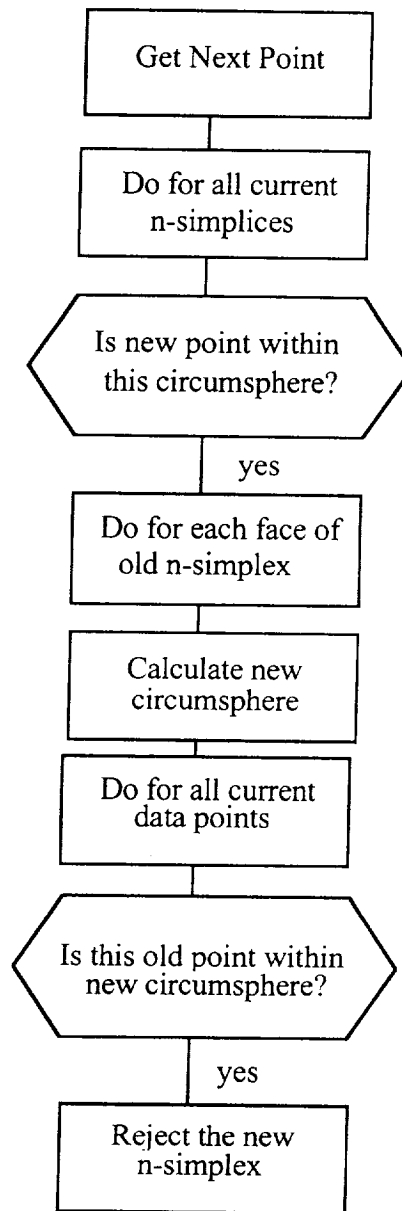 Get Next Point
Do for all current
n-simplices
Is new point within
this circumsphere?
yes
Do for each face of
old n-simplex
Calculate new
circumsphere
Do for all current
data points
Is this old point within
new circumsphere?
yes
Reject the new
n-simplex